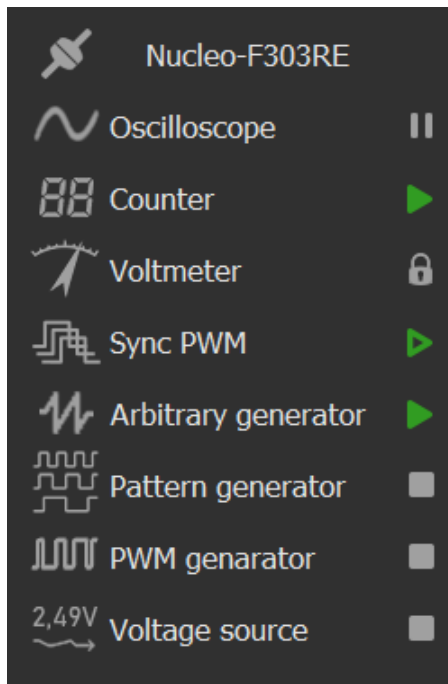 Nucleo-F303RE
Oscilloscope
88 Counter
Voltmeter
Sync PWM
Arbitrary generator
Pattern generator
PWM genarator
2,49V Voltage source